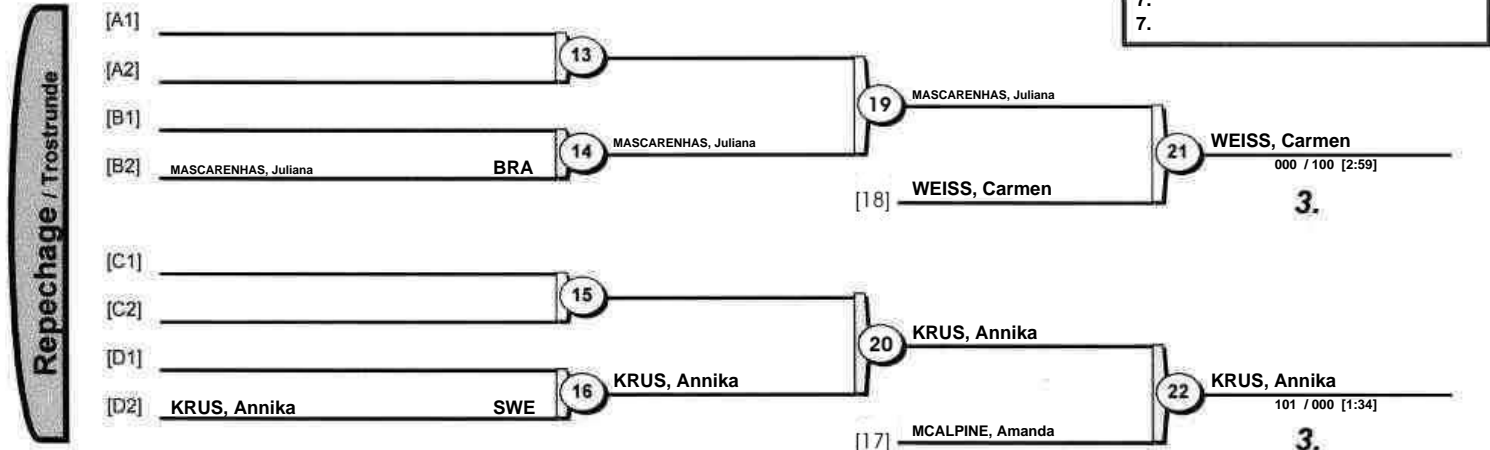 7.
7.
Repechage / Trostrunde
[A1]
[A2]
13
[B1]
[B2] MASCARENHAS, Juliana BRA
14
MASCARENHAS, Juliana
19
MASCARENHAS, Juliana
[18] WEISS, Carmen
21
WEISS, Carmen
000 / 100 [2:59]
3.
[C1]
[C2]
15
[D1]
[D2] KRUS, Annika SWE
16
KRUS, Annika
20
KRUS, Annika
[17] MCALPINE, Amanda
22
KRUS, Annika
101 / 000 [1:34]
3.